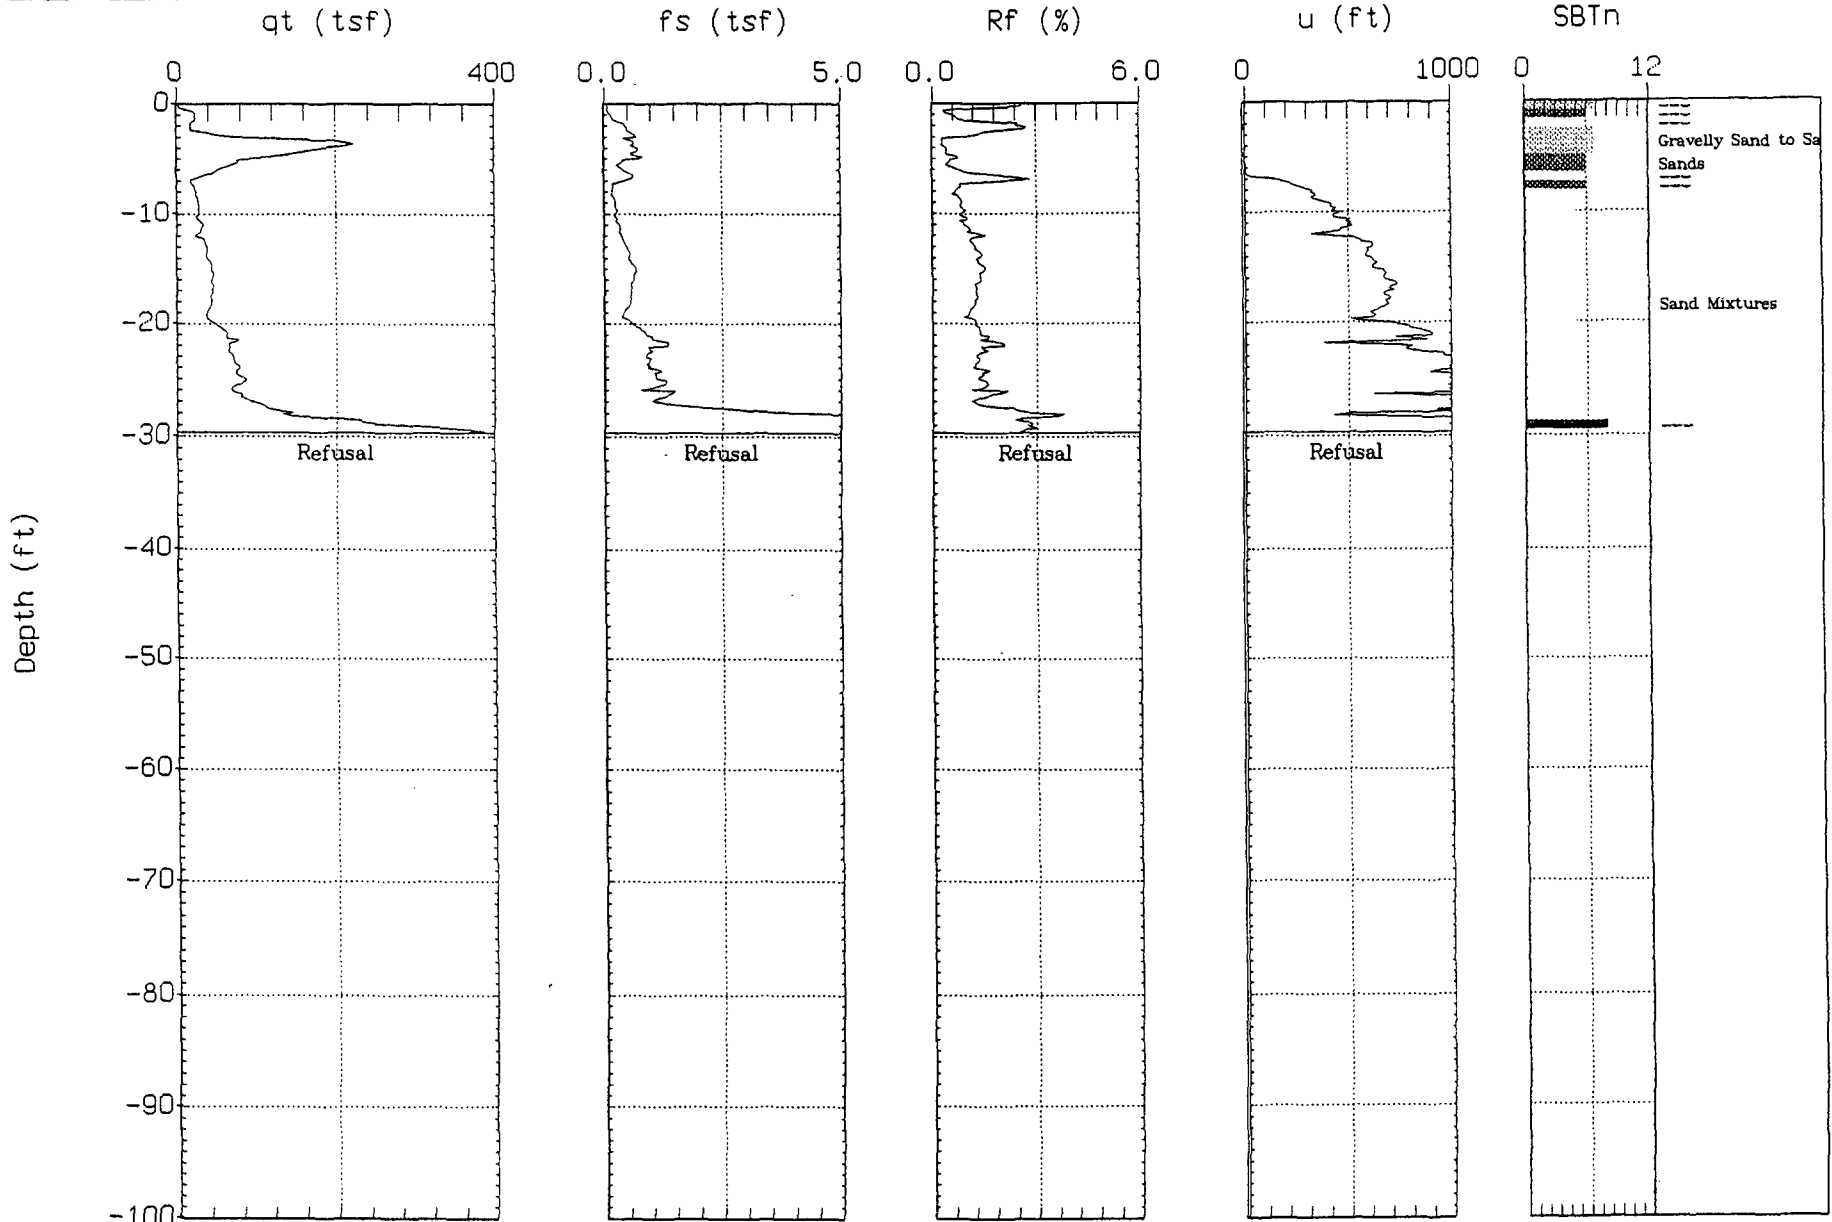 qt (tsf)
fs (tsf)
Rf (%)
u (ft)
SBTn
0 400
0.0 5.0
0.0 6.0
0 1000
0 12
0
-10
-20
-30
-40
-50
-60
-70
-80
-90
-100
Depth (ft)
Gravelly Sand to Sa
Sands
Sand Mixtures
Refusal
Refusal
Refusal
Refusal